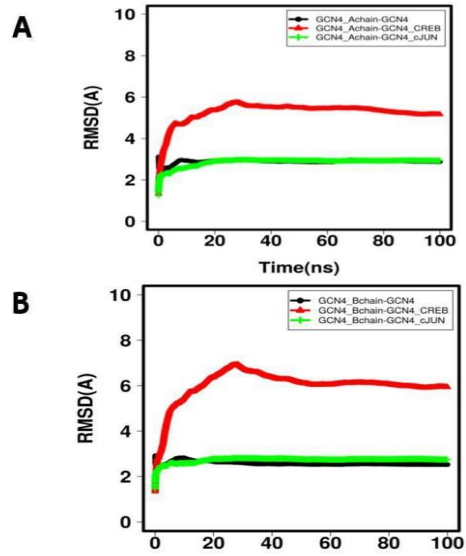 A
10
8
6
4
2
0
RMSD(A)
GCN4_Achain-GCN4
GCN4_Achain-GCN4_CREB
GCN4_Achain-GCN4_cJUN
0 20 40 60 80 100
Time(ns)
B
10
8
6
4
2
0
RMSD(A)
GCN4_Bchain-GCN4
GCN4_Bchain-GCN4_CREB
GCN4_Bchain-GCN4_cJUN
0 20 40 60 80 100